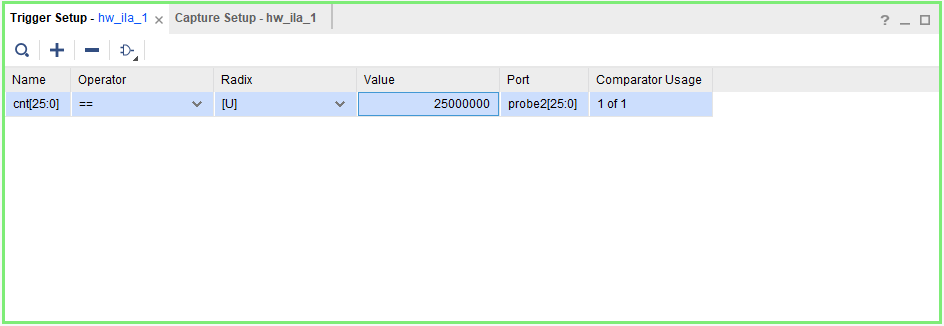 Trigger Setup - hw_ila_1 Capture Setup - hw_ila_1 ?
Name Operator Radix Value Port Comparator Usage
cnt[25:0] == [U] 25000000 probe2[25:0] 1 of 1